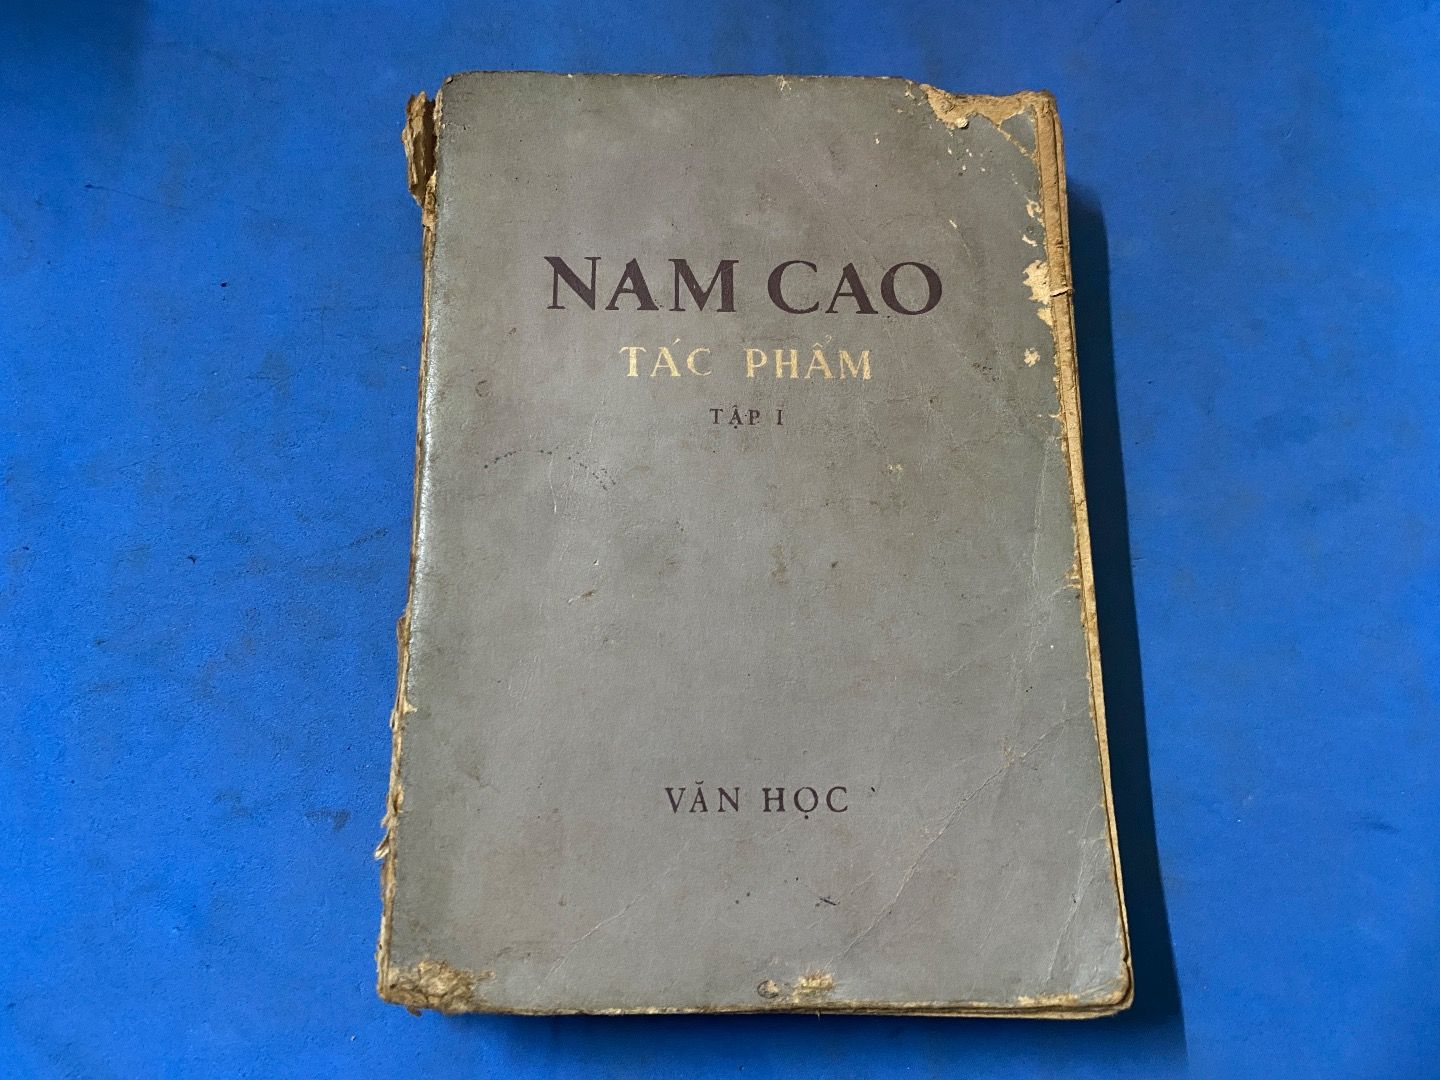 NAM CAO
TÁC PHẨM
TẬP I
VĂN HỌC